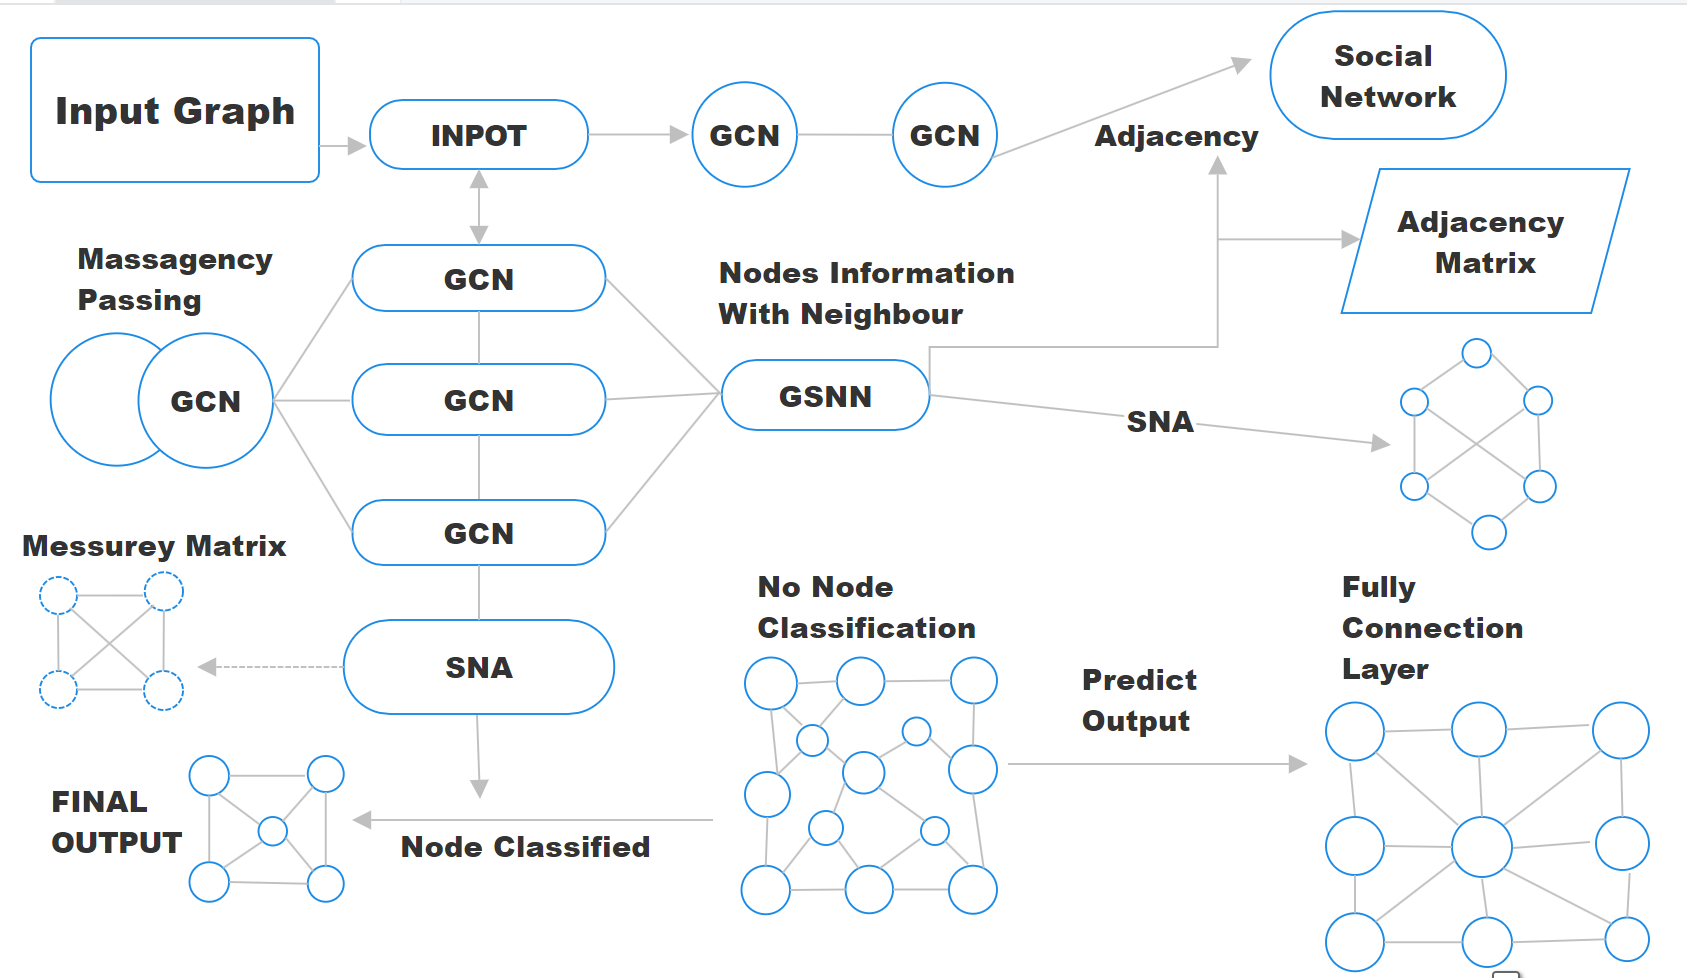 Input Graph
INPOT
GCN
GCN
Social
Network
Adjacency
Adjacency
Matrix
Massagency
Passing
GCN
GCN
Nodes Information
With Neighbour
GCN
GSNN
SNA
GCN
Messurey Matrix
SNA
No Node
Classification
Fully
Connection
Layer
Predict
Output
FINAL
OUTPUT
Node Classified